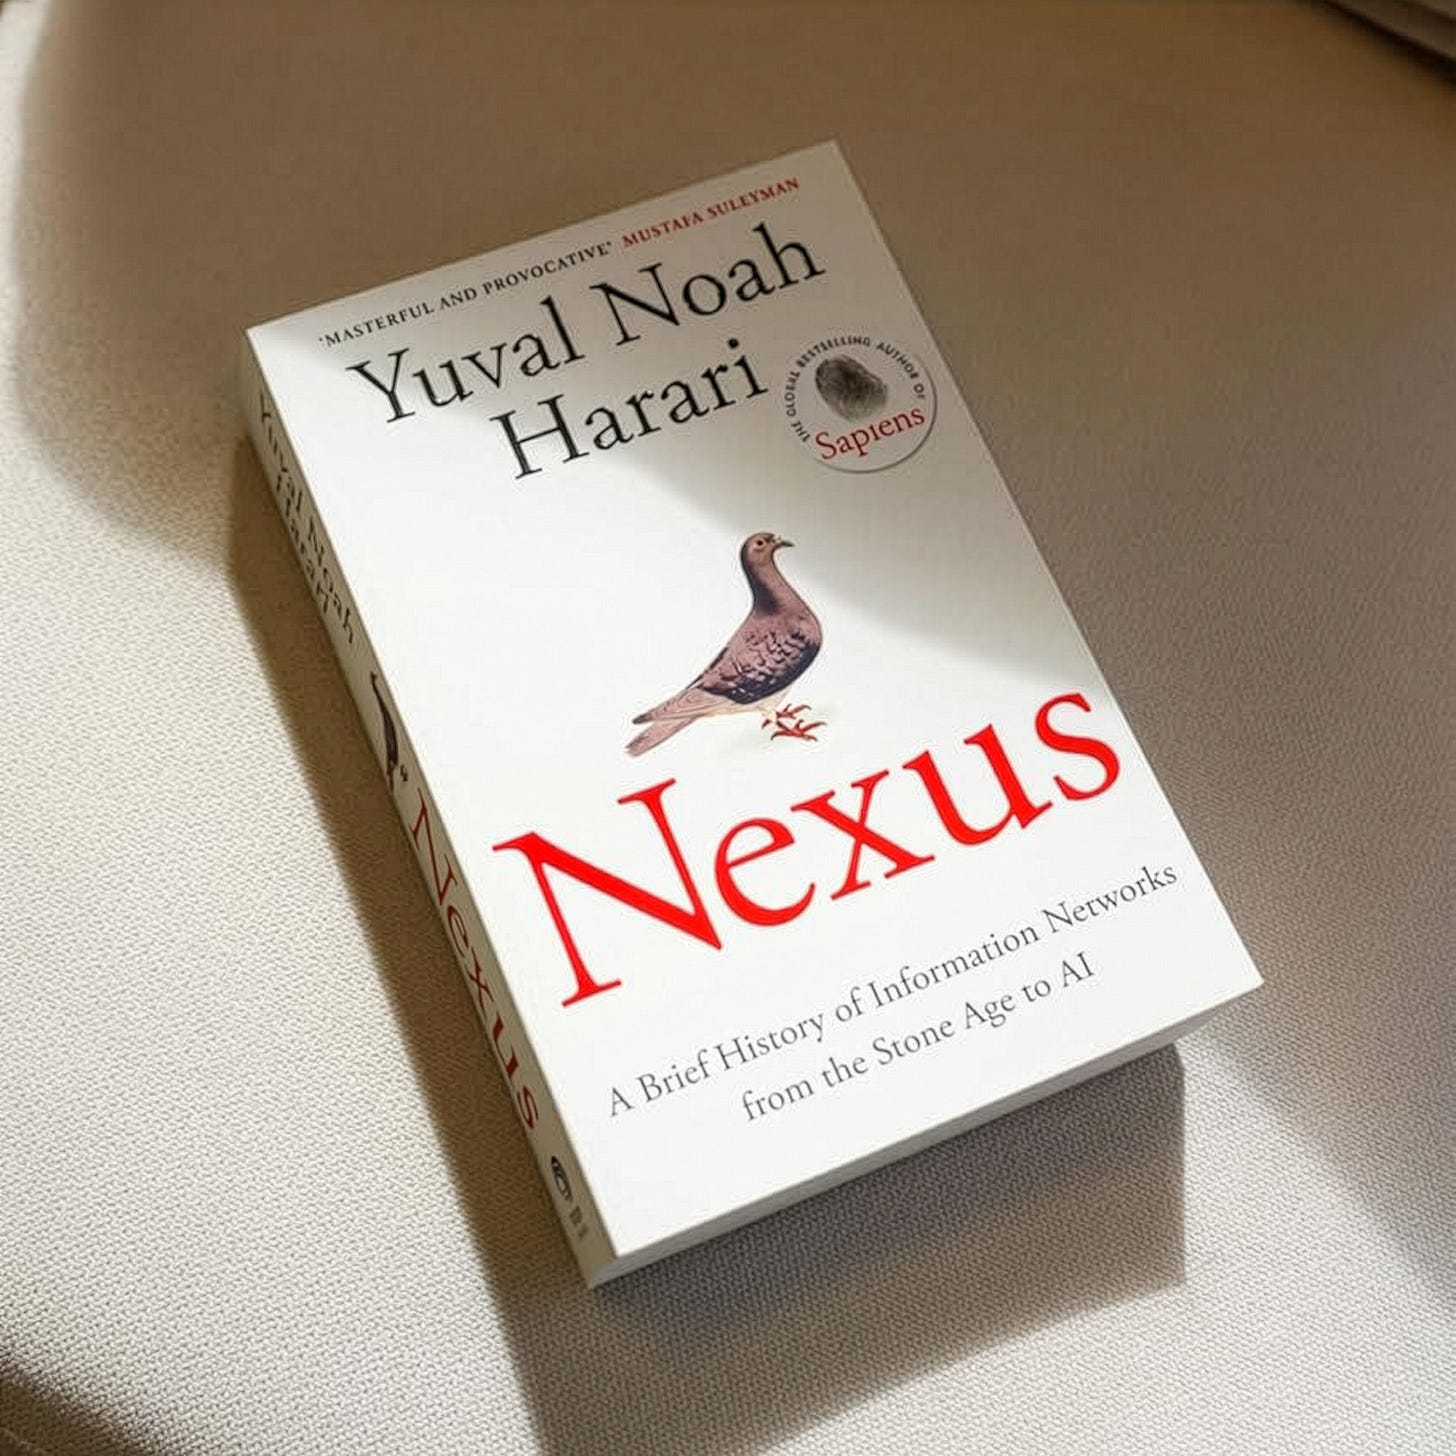 'MASTERFUL AND PROVOCATIVE' MUSTAFA SULEYMAN
Yuval Noah
Harari
THE GLOBAL BESTSELLING AUTHOR OF
Sapiens
Nexus
A Brief History of Information Networks
from the Stone Age to AI
Yuval Noah
Harari
Nexus